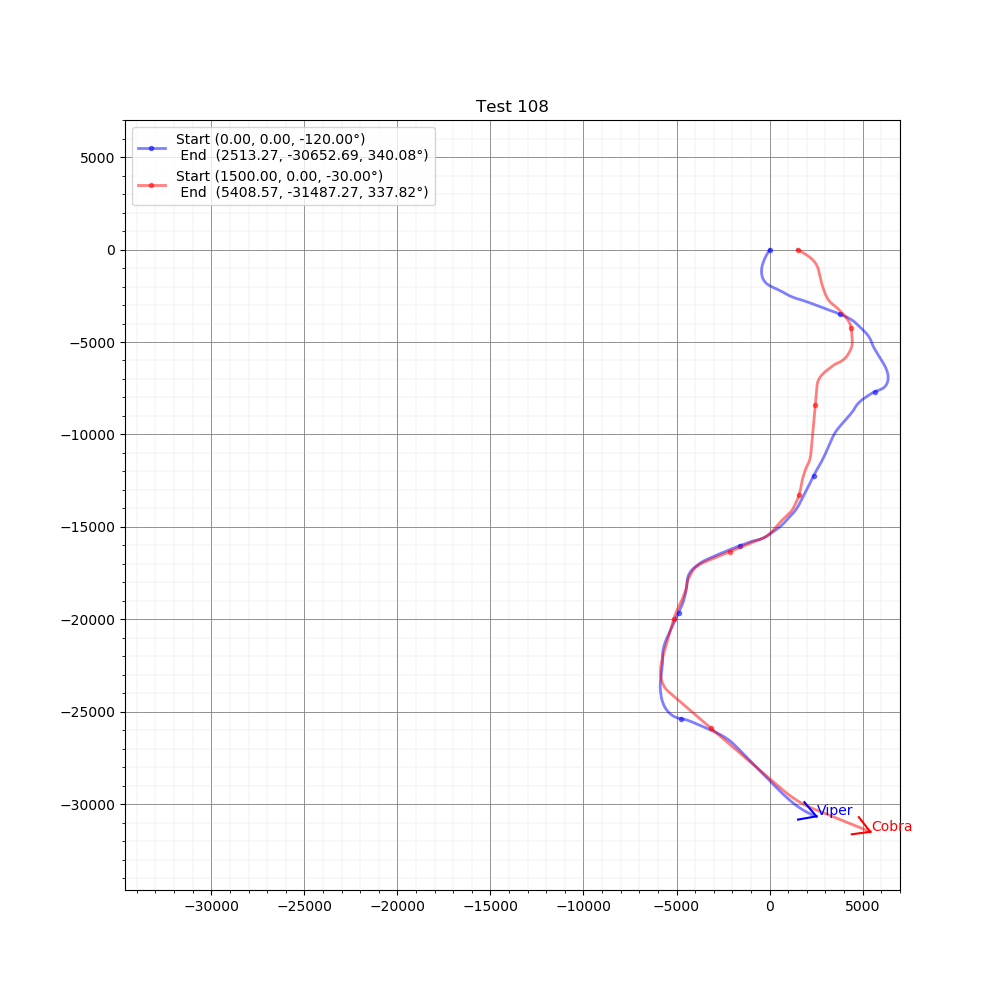 Test 108
Start (0.00, 0.00, -120.00°)
End (2513.27, -30652.69, 340.08°)
Start (1500.00, 0.00, -30.00°)
End (5408.57, -31487.27, 337.82°)
5000
0
−5000
−10000
−15000
−20000
−25000
−30000
Viper
Cobra
−30000 −25000 −20000 −15000 −10000 −5000 0 5000